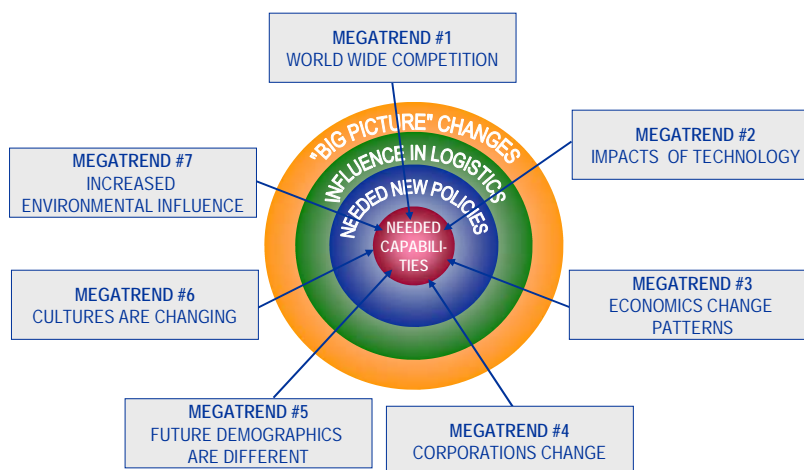 MEGATREND #1
WORLD WIDE COMPETITION
MEGATREND #2
IMPACTS OF TECHNOLOGY
MEGATREND #3
ECONOMICS CHANGE
PATTERNS
MEGATREND #4
CORPORATIONS CHANGE
MEGATREND #5
FUTURE DEMOGRAPHICS
ARE DIFFERENT
MEGATREND #6
CULTURES ARE CHANGING
MEGATREND #7
INCREASED
ENVIRONMENTAL INFLUENCE
"BIG PICTURE" CHANGES
INFLUENCE IN LOGISTICS
NEEDED NEW POLICIES
NEEDED
CAPABILI-
TIES